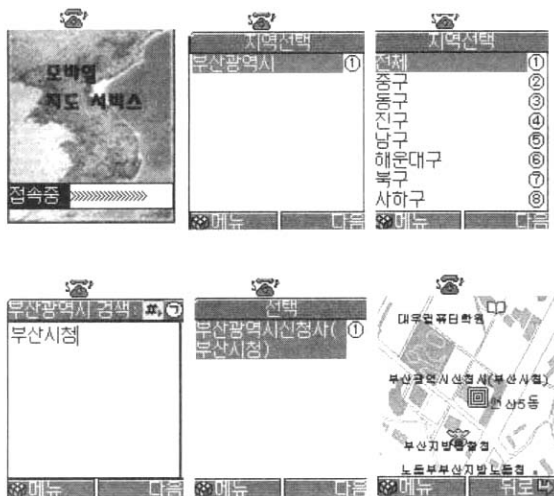 모바일
지도 서비스
접속중
지역선택
부산광역시 ①
메뉴 다음
지역선택
전체 ①
중구 ②
동구 ③
진구 ④
남구 ⑤
해운대구 ⑥
북구 ⑦
사하구 ⑧
메뉴 다음
부산광역시 검색: #, ㉠
부산시청
메뉴 다음
선택
부산광역시신청사( ①
부산시청)
메뉴 다음
대우컴퓨터학원
부산광역시신청사(부산시청)
연산5동
부산지방경찰청
노동부부산지방노동청
메뉴 뒤로